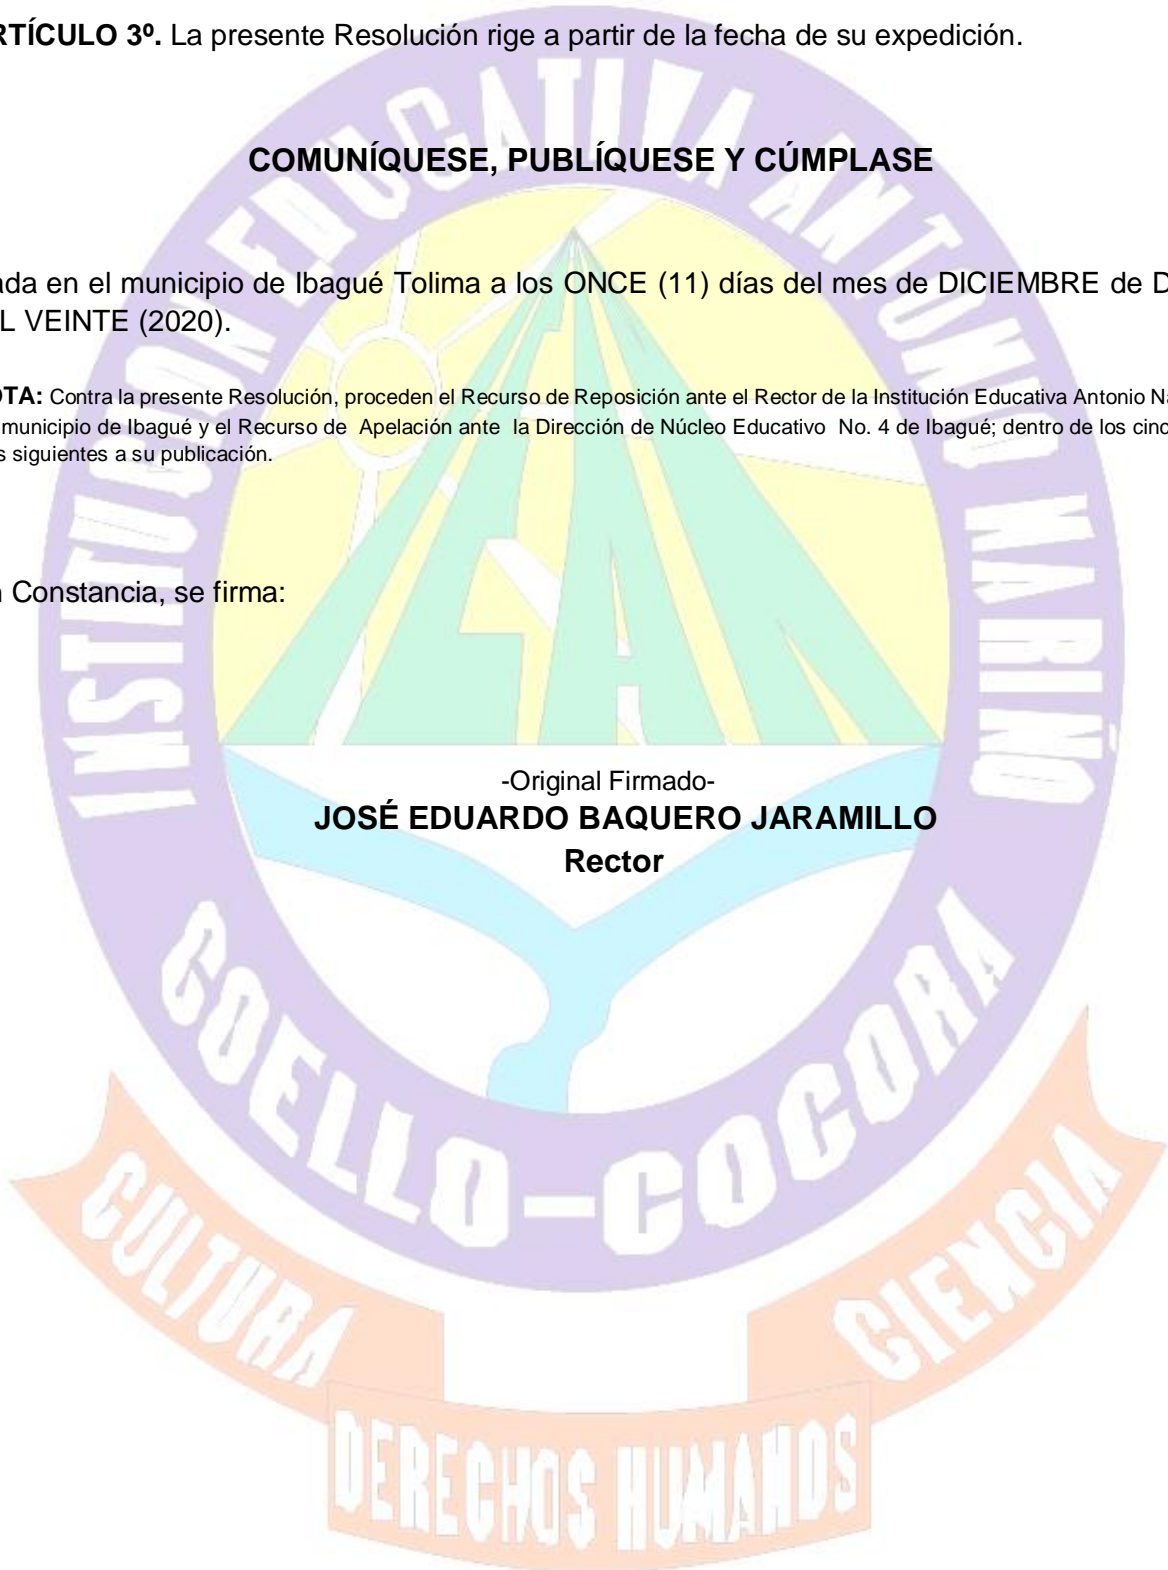 RTÍCULO 3º. La presente Resolución rige a partir de la fecha de su expedición.
COMUNÍQUESE, PUBLÍQUESE Y CÚMPLASE
ada en el municipio de Ibagué Tolima a los ONCE (11) días del mes de DICIEMBRE de D
L VEINTE (2020).
OTA: Contra la presente Resolución, proceden el Recurso de Reposición ante el Rector de la Institución Educativa Antonio Na
municipio de Ibagué y el Recurso de Apelación ante la Dirección de Núcleo Educativo No. 4 de Ibagué; dentro de los cinc
s siguientes a su publicación.
n Constancia, se firma:
-Original Firmado-
JOSÉ EDUARDO BAQUERO JARAMILLO
Rector
INSTITUCION EDUCATIVA ANTONIO NARIÑO
IEAN
COELLO-COCORA
CULTURA
DERECHOS HUMANOS
CIENCIA